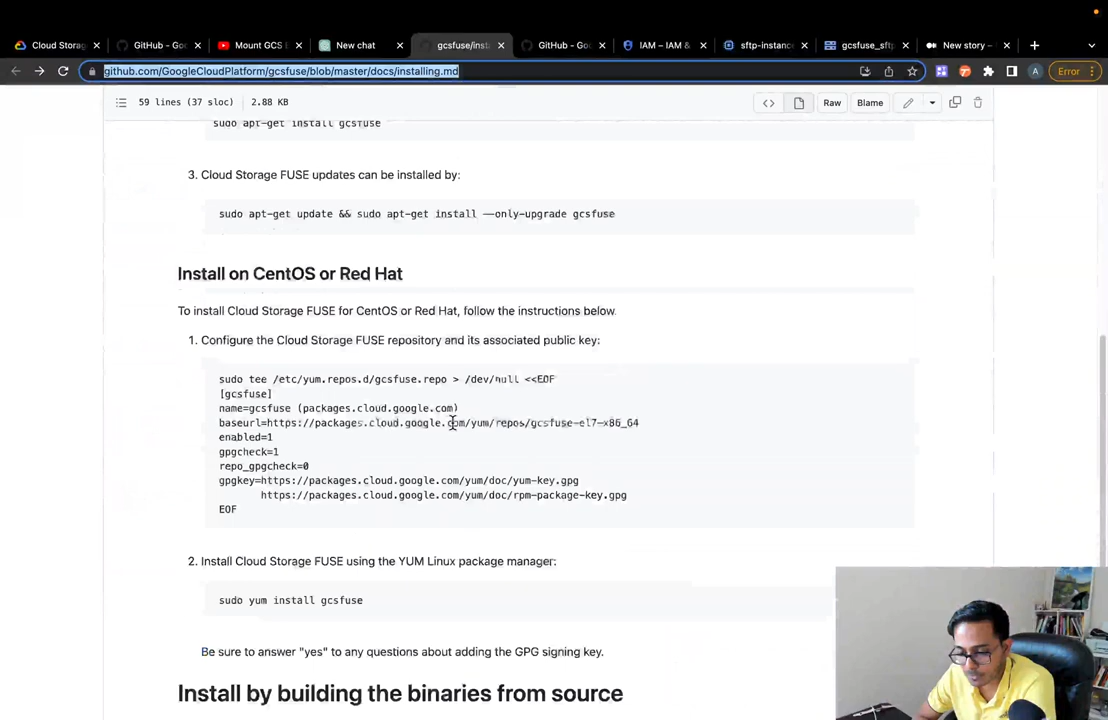 Cloud Storag
GitHub - Goo
Mount GCS B
New chat
gcsfuse/inst
GitHub - Goo
IAM – IAM &
sftp-instanc
gcsfuse_sftp
New story –
github.com/GoogleCloudPlatform/gcsfuse/blob/master/docs/installing.md
A
Error
59 lines (37 sloc) 2.88 KB
Raw
Blame
sudo apt-get install gcsfuse
3. Cloud Storage FUSE updates can be installed by:
sudo apt-get update && sudo apt-get install --only-upgrade gcsfuse
Install on CentOS or Red Hat
To install Cloud Storage FUSE for CentOS or Red Hat, follow the instructions below.
1. Configure the Cloud Storage FUSE repository and its associated public key:
sudo tee /etc/yum.repos.d/gcsfuse.repo > /dev/null <<EOF
[gcsfuse]
name=gcsfuse (packages.cloud.google.com)
baseurl=https://packages.cloud.google.com/yum/repos/gcsfuse-el7-x86_64
enabled=1
gpgcheck=1
repo_gpgcheck=0
gpgkey=https://packages.cloud.google.com/yum/doc/yum-key.gpg
https://packages.cloud.google.com/yum/doc/rpm-package-key.gpg
EOF
2. Install Cloud Storage FUSE using the YUM Linux package manager:
sudo yum install gcsfuse
Be sure to answer "yes" to any questions about adding the GPG signing key.
Install by building the binaries from source